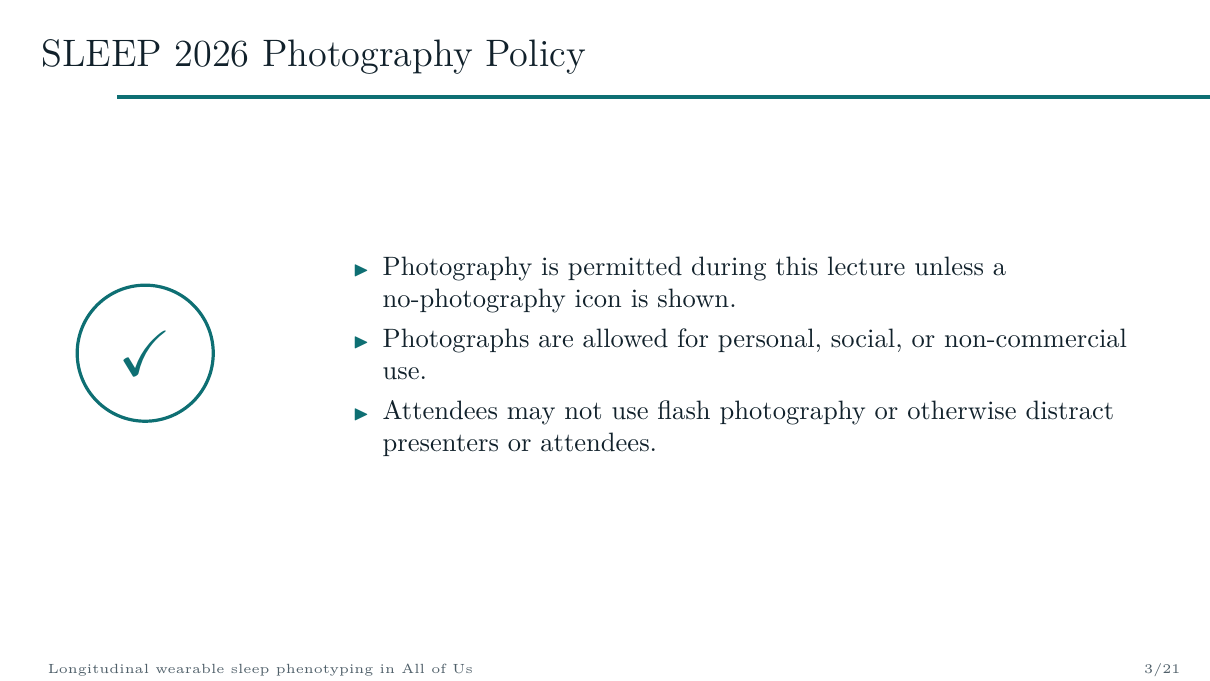 SLEEP 2026 Photography Policy
▶ Photography is permitted during this lecture unless a
no-photography icon is shown.
▶ Photographs are allowed for personal, social, or non-commercial
use.
▶ Attendees may not use flash photography or otherwise distract
presenters or attendees.
Longitudinal wearable sleep phenotyping in All of Us
3/21